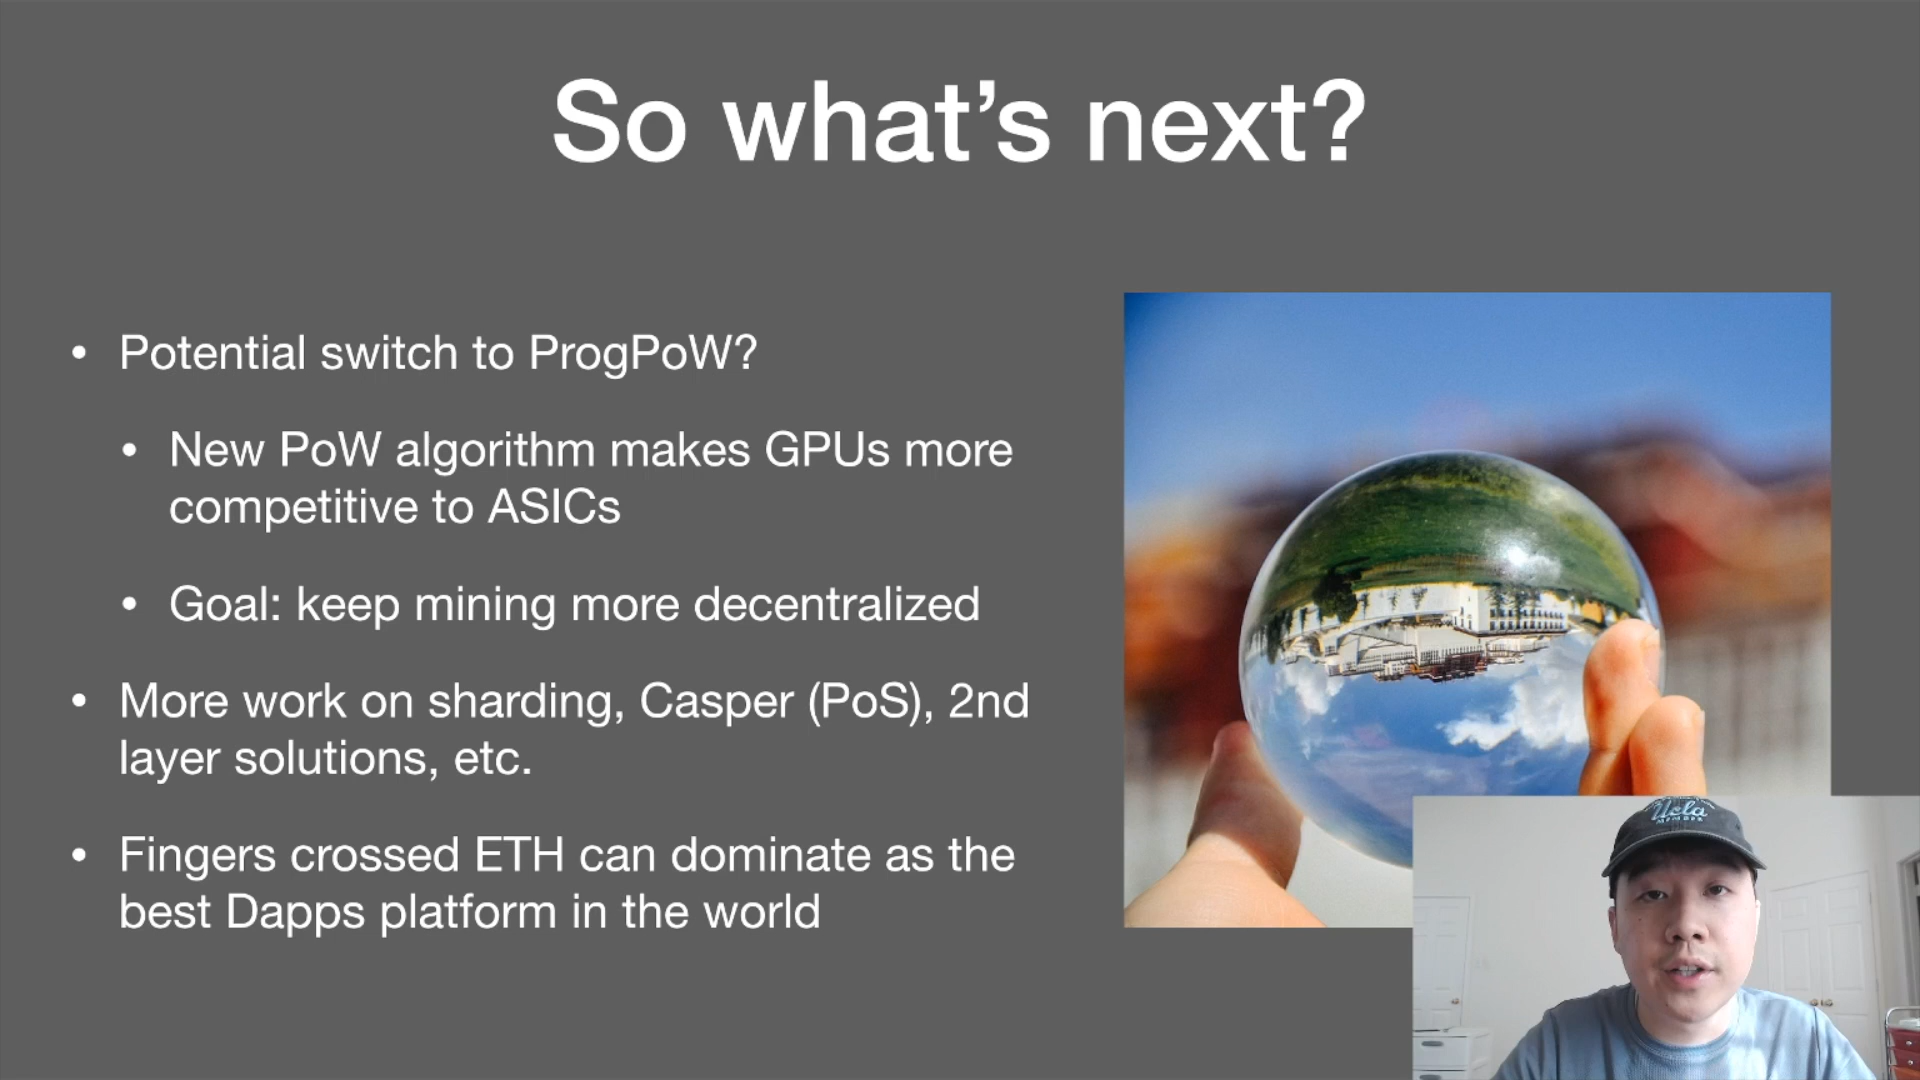 So what’s next?
• Potential switch to ProgPoW?
• New PoW algorithm makes GPUs more
competitive to ASICs
• Goal: keep mining more decentralized
• More work on sharding, Casper (PoS), 2nd
layer solutions, etc.
• Fingers crossed ETH can dominate as the
best Dapps platform in the world
Ucla